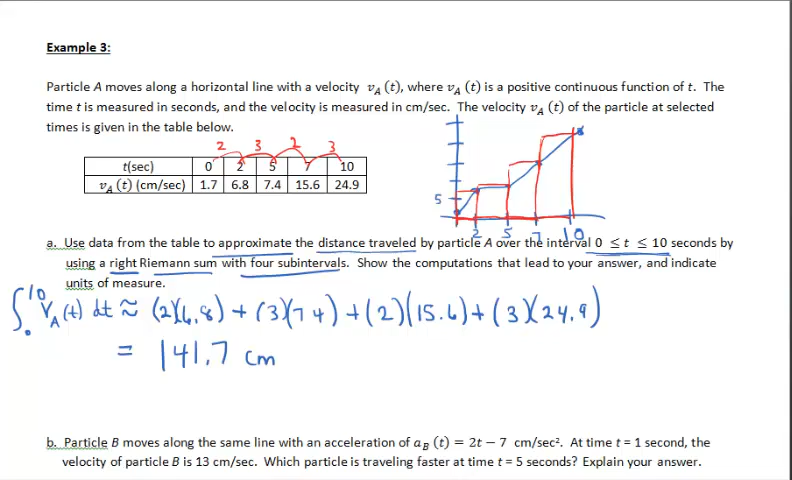 Example 3:
Particle A moves along a horizontal line with a velocity v_A (t), where v_A (t) is a positive continuous function of t. The
time t is measured in seconds, and the velocity is measured in cm/sec. The velocity v_A (t) of the particle at selected
times is given in the table below.
2 3 2 3
t(sec) 0 2 5 7 10
v_A (t) (cm/sec) 1.7 6.8 7.4 15.6 24.9
5
2 5 7 10
a. Use data from the table to approximate the distance traveled by particle A over the interval 0 ≤ t ≤ 10 seconds by
using a right Riemann sum with four subintervals. Show the computations that lead to your answer, and indicate
units of measure.
∫₀¹⁰ V_A(t) dt ≈ (2)(6.8) + (3)(7.4) + (2)(15.6) + (3)(24.9)
= 141.7 cm
b. Particle B moves along the same line with an acceleration of a_B (t) = 2t − 7 cm/sec². At time t = 1 second, the
velocity of particle B is 13 cm/sec. Which particle is traveling faster at time t = 5 seconds? Explain your answer.